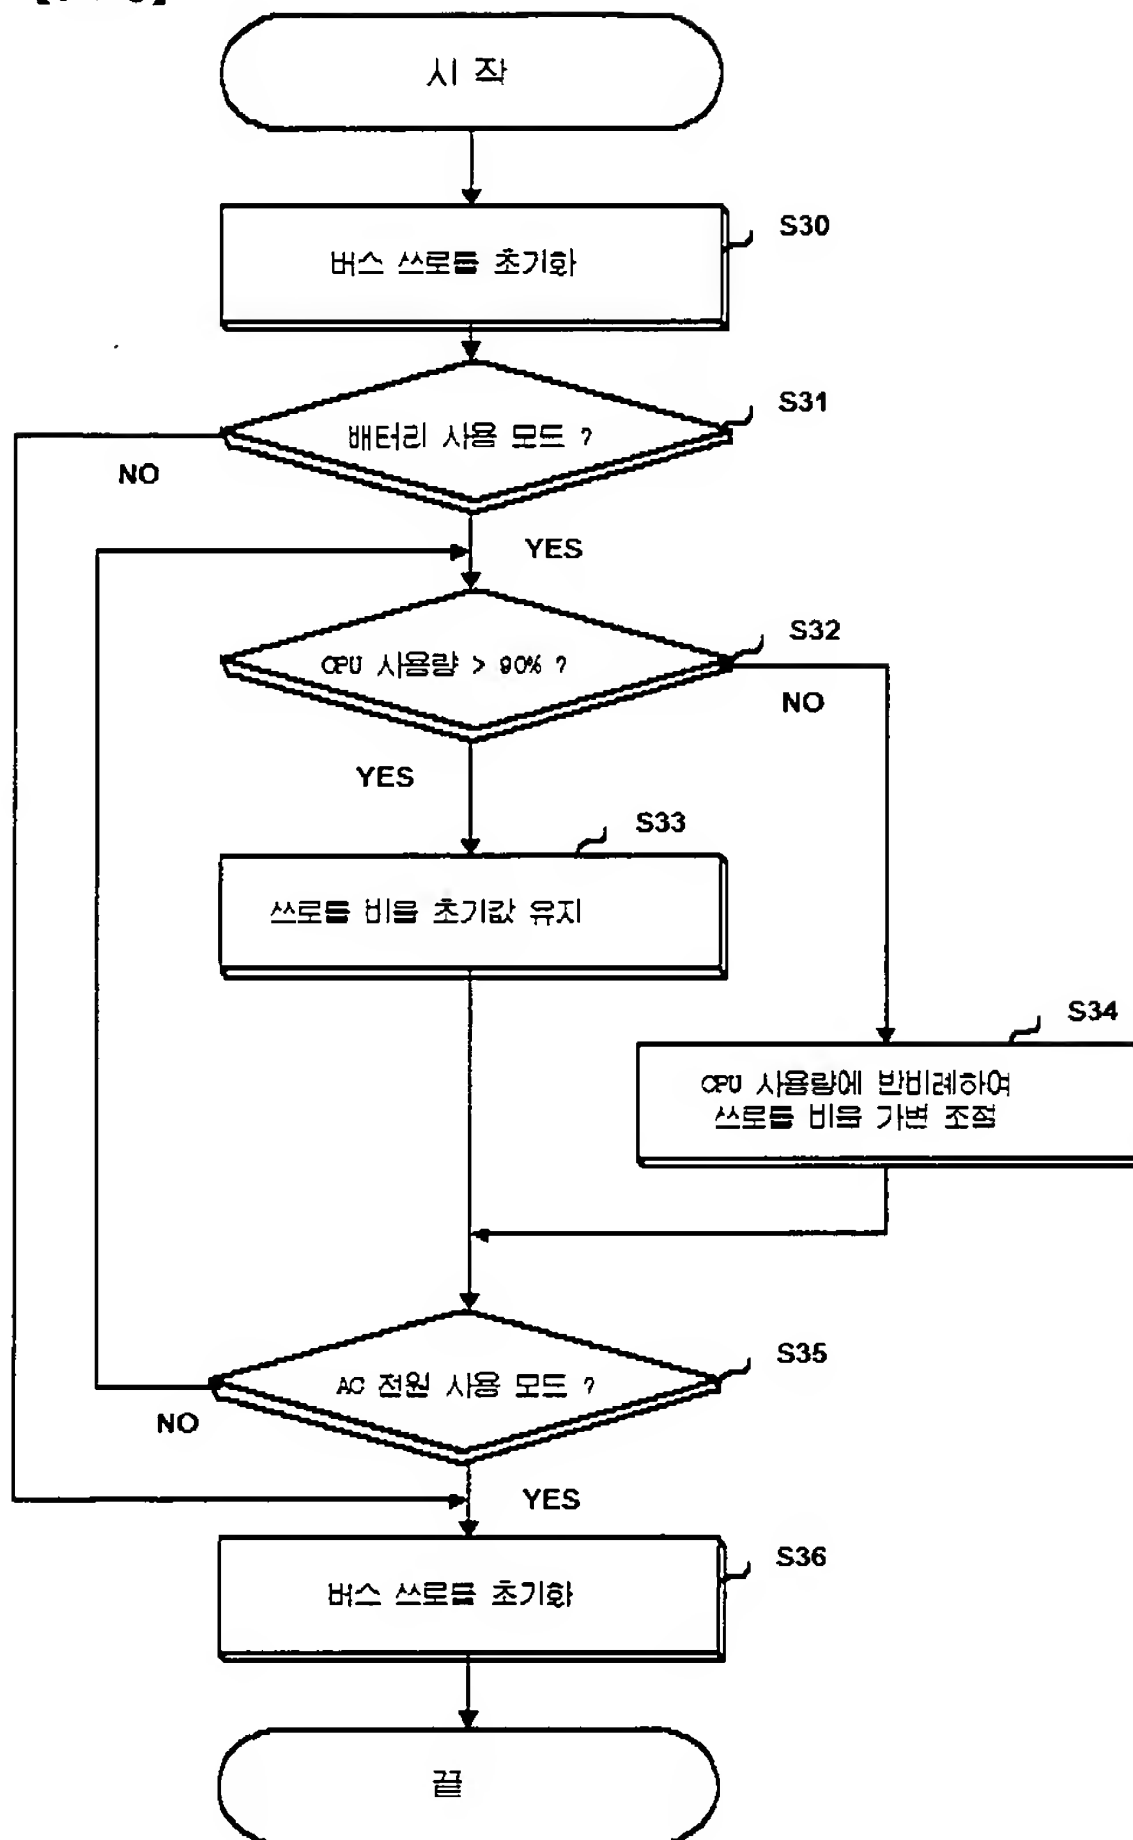 시 작
S30
버스 쓰로틀 초기화
S31
배터리 사용 모드 ?
NO
YES
S32
CPU 사용량 > 90% ?
NO
YES
S33
쓰로틀 비율 초기값 유지
S34
CPU 사용량에 반비례하여
쓰로틀 비율 가변 조절
S35
AC 전원 사용 모드 ?
NO
YES
S36
버스 쓰로틀 초기화
끝